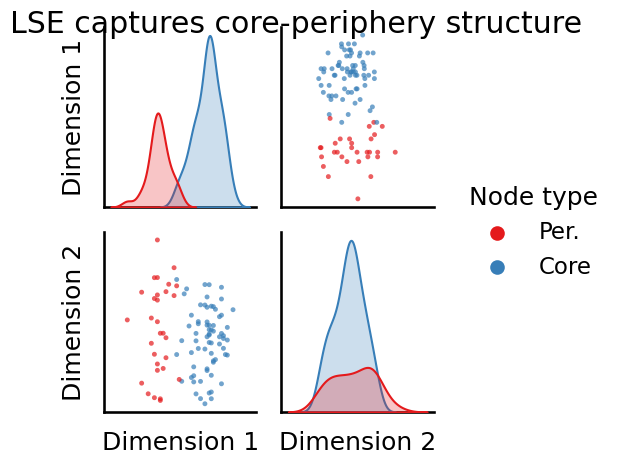 LSE captures core-periphery structure
Dimension 1
Node type
Per.
Core
Dimension 2
Dimension 1
Dimension 2